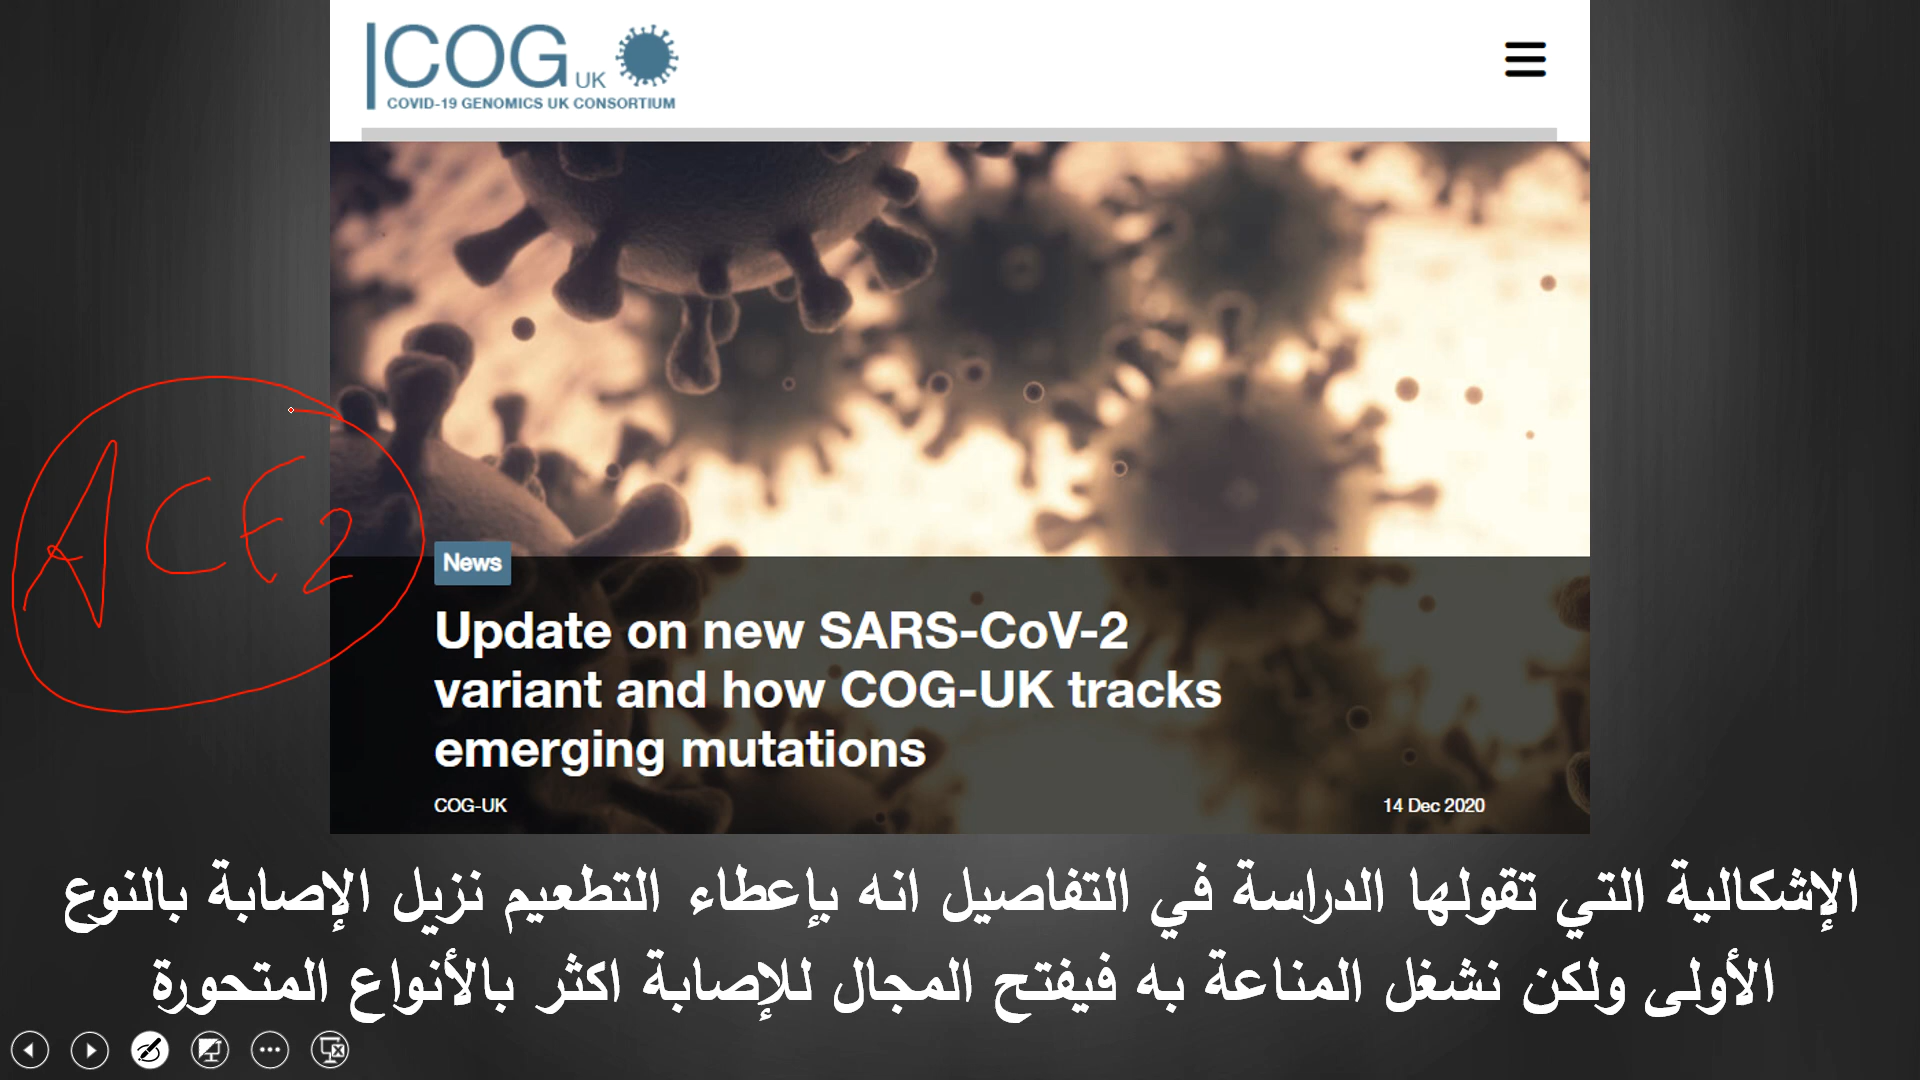 COG UK
COVID-19 GENOMICS UK CONSORTIUM
ACE2
News
Update on new SARS-CoV-2
variant and how COG-UK tracks
emerging mutations
COG-UK
14 Dec 2020
الإشكالية التي تقولها الدراسة في التفاصيل انه بإعطاء التطعيم نزيل الإصابة بالنوع
الأولى ولكن نشغل المناعة به فيفتح المجال للإصابة اكثر بالأنواع المتحورة